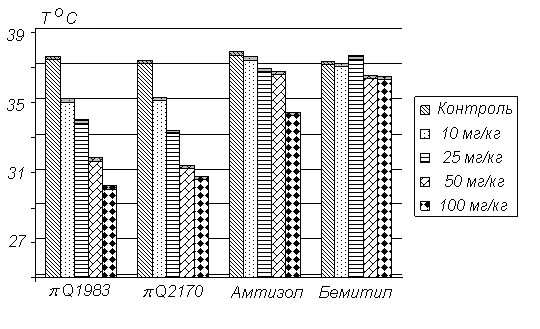 T°C
39
35
31
27
πQ1983
πQ2170
Амтизол
Бемитил
Контроль
10 мг/кг
25 мг/кг
50 мг/кг
100 мг/кг